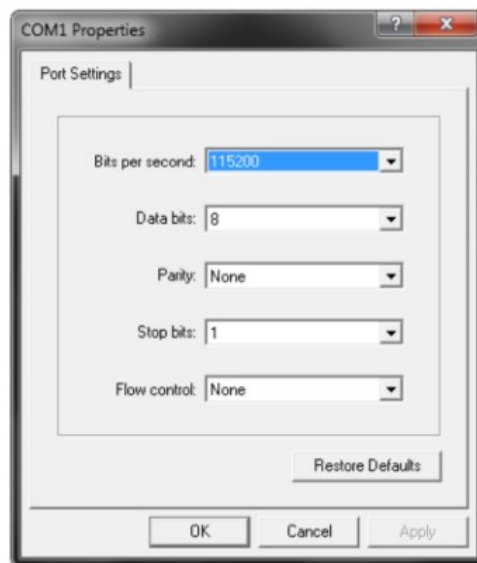 COM1 Properties
?
Port Settings
Bits per second: 115200
Data bits: 8
Parity: None
Stop bits: 1
Flow control: None
Restore Defaults
OK Cancel Apply